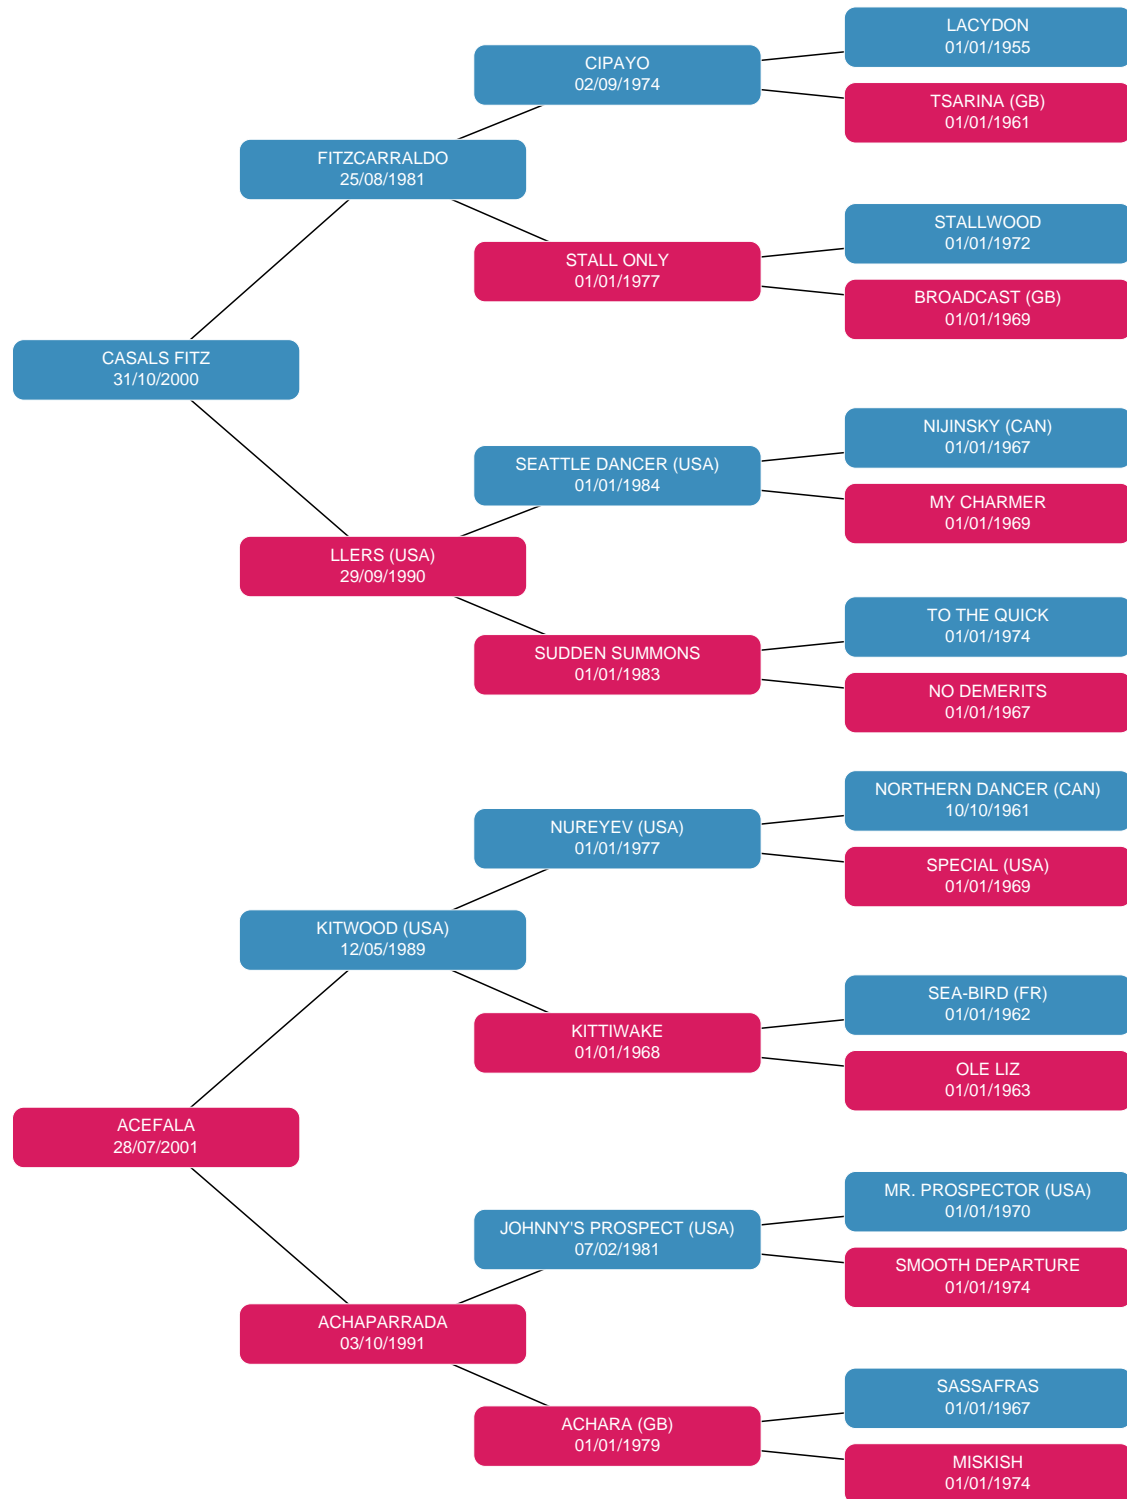 LACYDON
01/01/1955
CIPAYO
02/09/1974
TSARINA (GB)
01/01/1961
FITZCARRALDO
25/08/1981
STALLWOOD
01/01/1972
STALL ONLY
01/01/1977
BROADCAST (GB)
01/01/1969
CASALS FITZ
31/10/2000
NIJINSKY (CAN)
01/01/1967
SEATTLE DANCER (USA)
01/01/1984
MY CHARMER
01/01/1969
LLERS (USA)
29/09/1990
TO THE QUICK
01/01/1974
SUDDEN SUMMONS
01/01/1983
NO DEMERITS
01/01/1967
NORTHERN DANCER (CAN)
10/10/1961
NUREYEV (USA)
01/01/1977
SPECIAL (USA)
01/01/1969
KITWOOD (USA)
12/05/1989
SEA-BIRD (FR)
01/01/1962
KITTIWAKE
01/01/1968
OLE LIZ
01/01/1963
ACEFALA
28/07/2001
MR. PROSPECTOR (USA)
01/01/1970
JOHNNY'S PROSPECT (USA)
07/02/1981
SMOOTH DEPARTURE
01/01/1974
ACHAPARRADA
03/10/1991
SASSAFRAS
01/01/1967
ACHARA (GB)
01/01/1979
MISKISH
01/01/1974